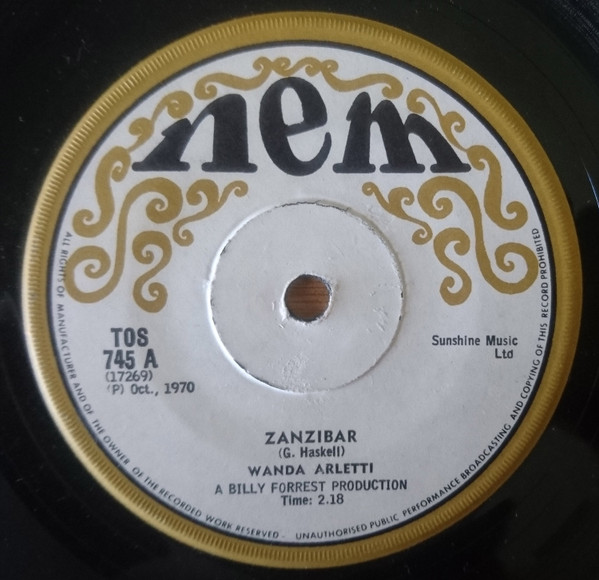 nem
TOS
745 A
(17269)
(P) Oct., 1970
Sunshine Music
Ltd
ZANZIBAR
(G. Haskell)
WANDA ARLETTI
A BILLY FORREST PRODUCTION
Time: 2.18
ALL RIGHTS OF MANUFACTURER AND OF THE OWNER OF THE RECORDED WORK RESERVED. UNAUTHORISED PUBLIC PERFORMANCE BROADCASTING AND COPYING OF THIS RECORD PROHIBITED